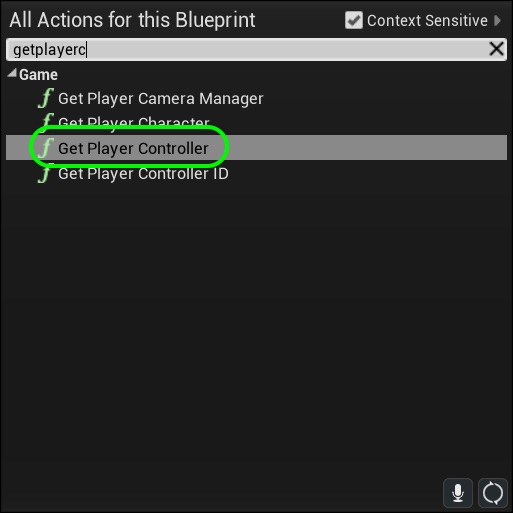 All Actions for this Blueprint Context Sensitive
getplayerc
Game
f Get Player Camera Manager
f Get Player Character
f Get Player Controller
f Get Player Controller ID